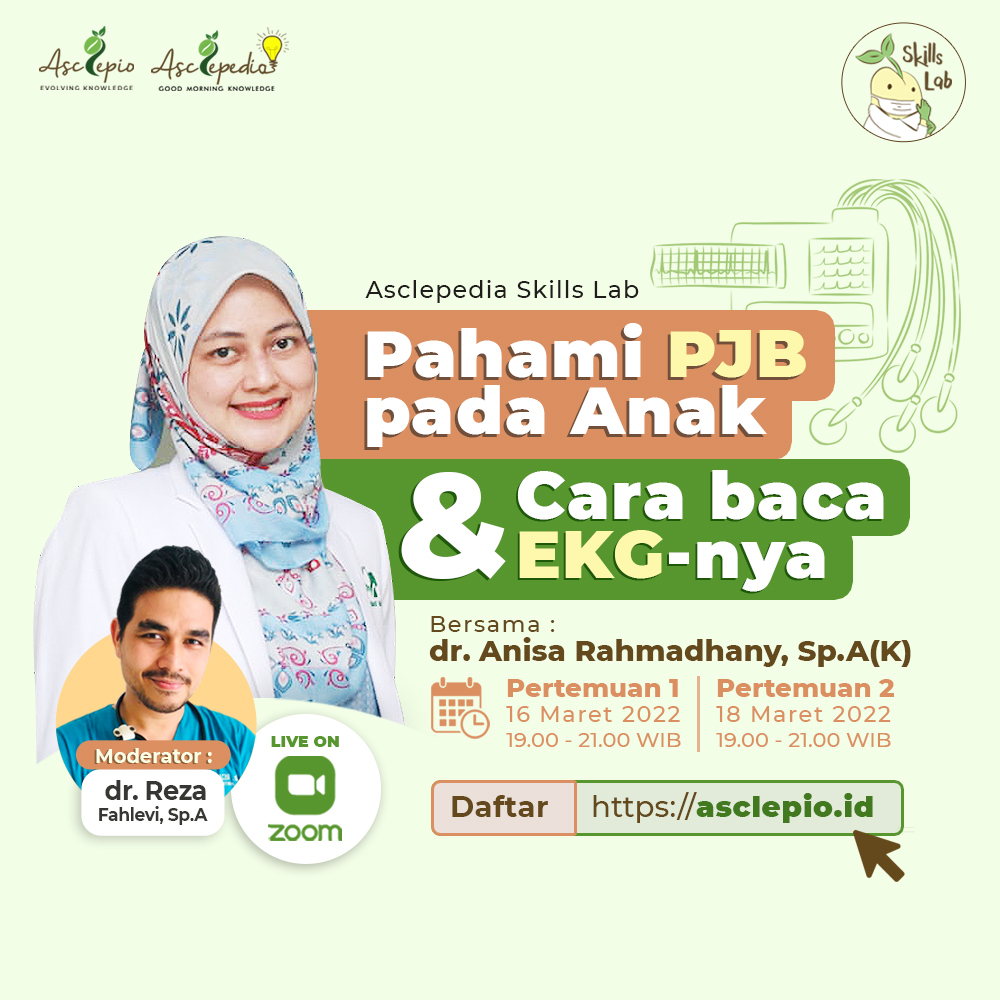 Asclepio
EVOLVING KNOWLEDGE
Asclepedia
GOOD MORNING KNOWLEDGE
Skills
Lab
Asclepedia Skills Lab
Pahami PJB
pada Anak
& Cara baca
EKG-nya
Bersama :
dr. Anisa Rahmadhany, Sp.A(K)
Pertemuan 1
16 Maret 2022
19.00 - 21.00 WIB
Pertemuan 2
18 Maret 2022
19.00 - 21.00 WIB
Moderator :
dr. Reza
Fahlevi, Sp.A
LIVE ON
zoom
Daftar
https://asclepio.id